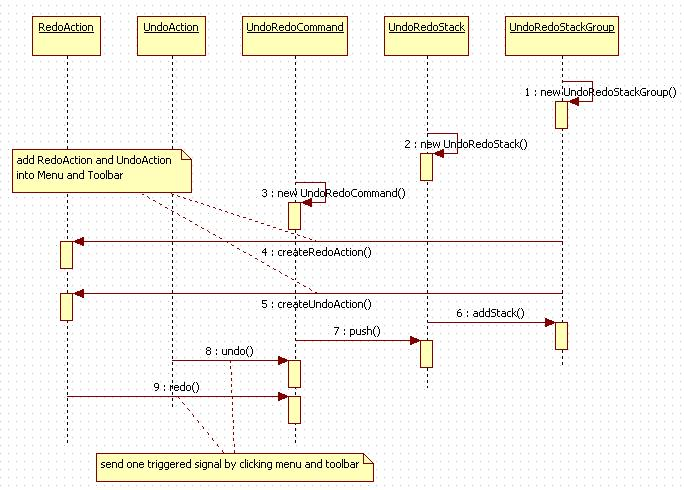 RedoAction
UndoAction
UndoRedoCommand
UndoRedoStack
UndoRedoStackGroup
1 : new UndoRedoStackGroup()
2 : new UndoRedoStack()
add RedoAction and UndoAction
into Menu and Toolbar
3 : new UndoRedoCommand()
4 : createRedoAction()
5 : createUndoAction()
6 : addStack()
7 : push()
8 : undo()
9 : redo()
send one triggered signal by clicking menu and toolbar